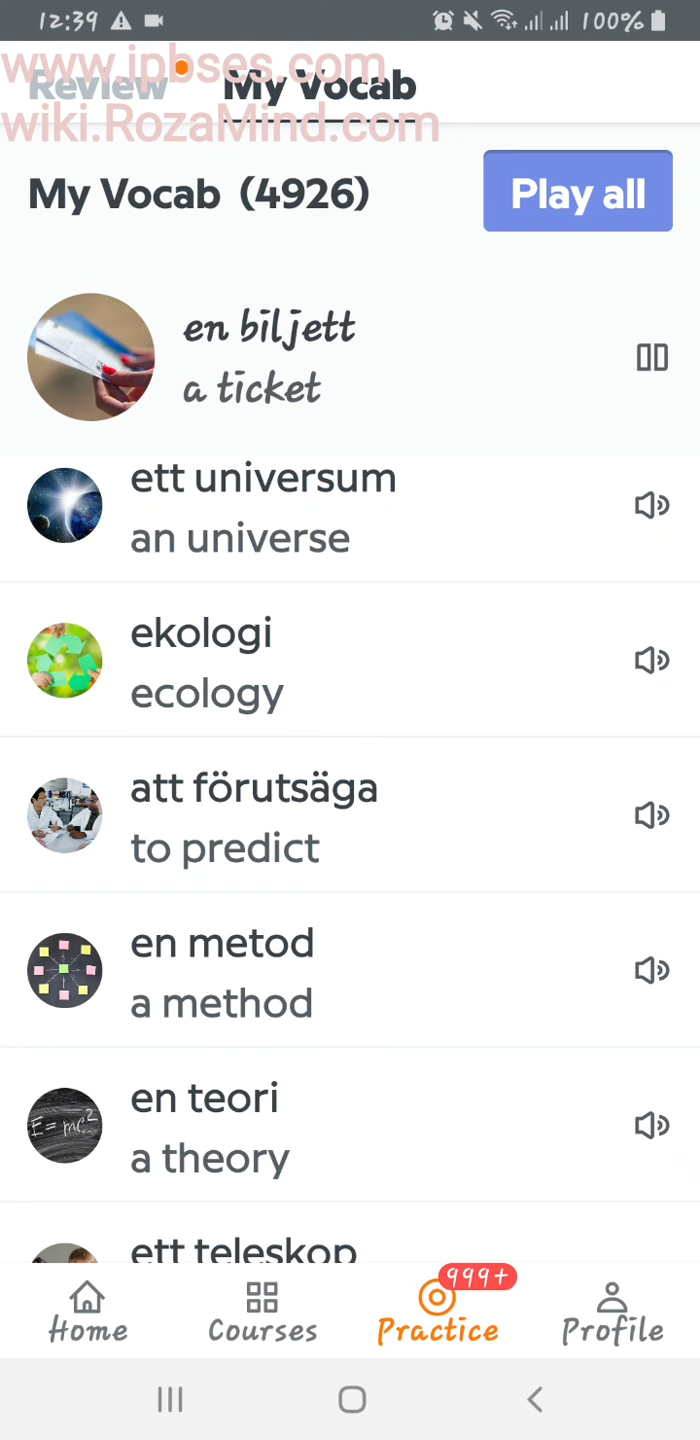 12:39 100%
www.ipbses.com
Review My Vocab
wiki.RozaMind.com
My Vocab (4926) Play all
en biljett
a ticket
ett universum
an universe
ekologi
ecology
att förutsäga
to predict
en metod
a method
en teori
E=mc²
a theory
ett teleskop
999+
Home Courses Practice Profile